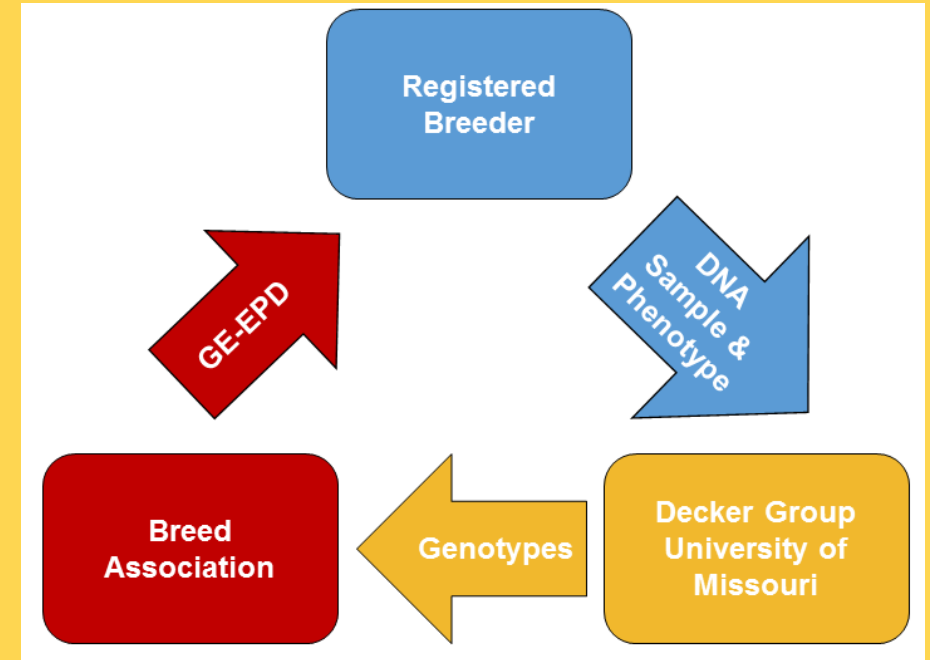 Registered
Breeder
DNA
Sample &
Phenotype
GE-EPD
Breed
Association
Genotypes
Decker Group
University of
Missouri